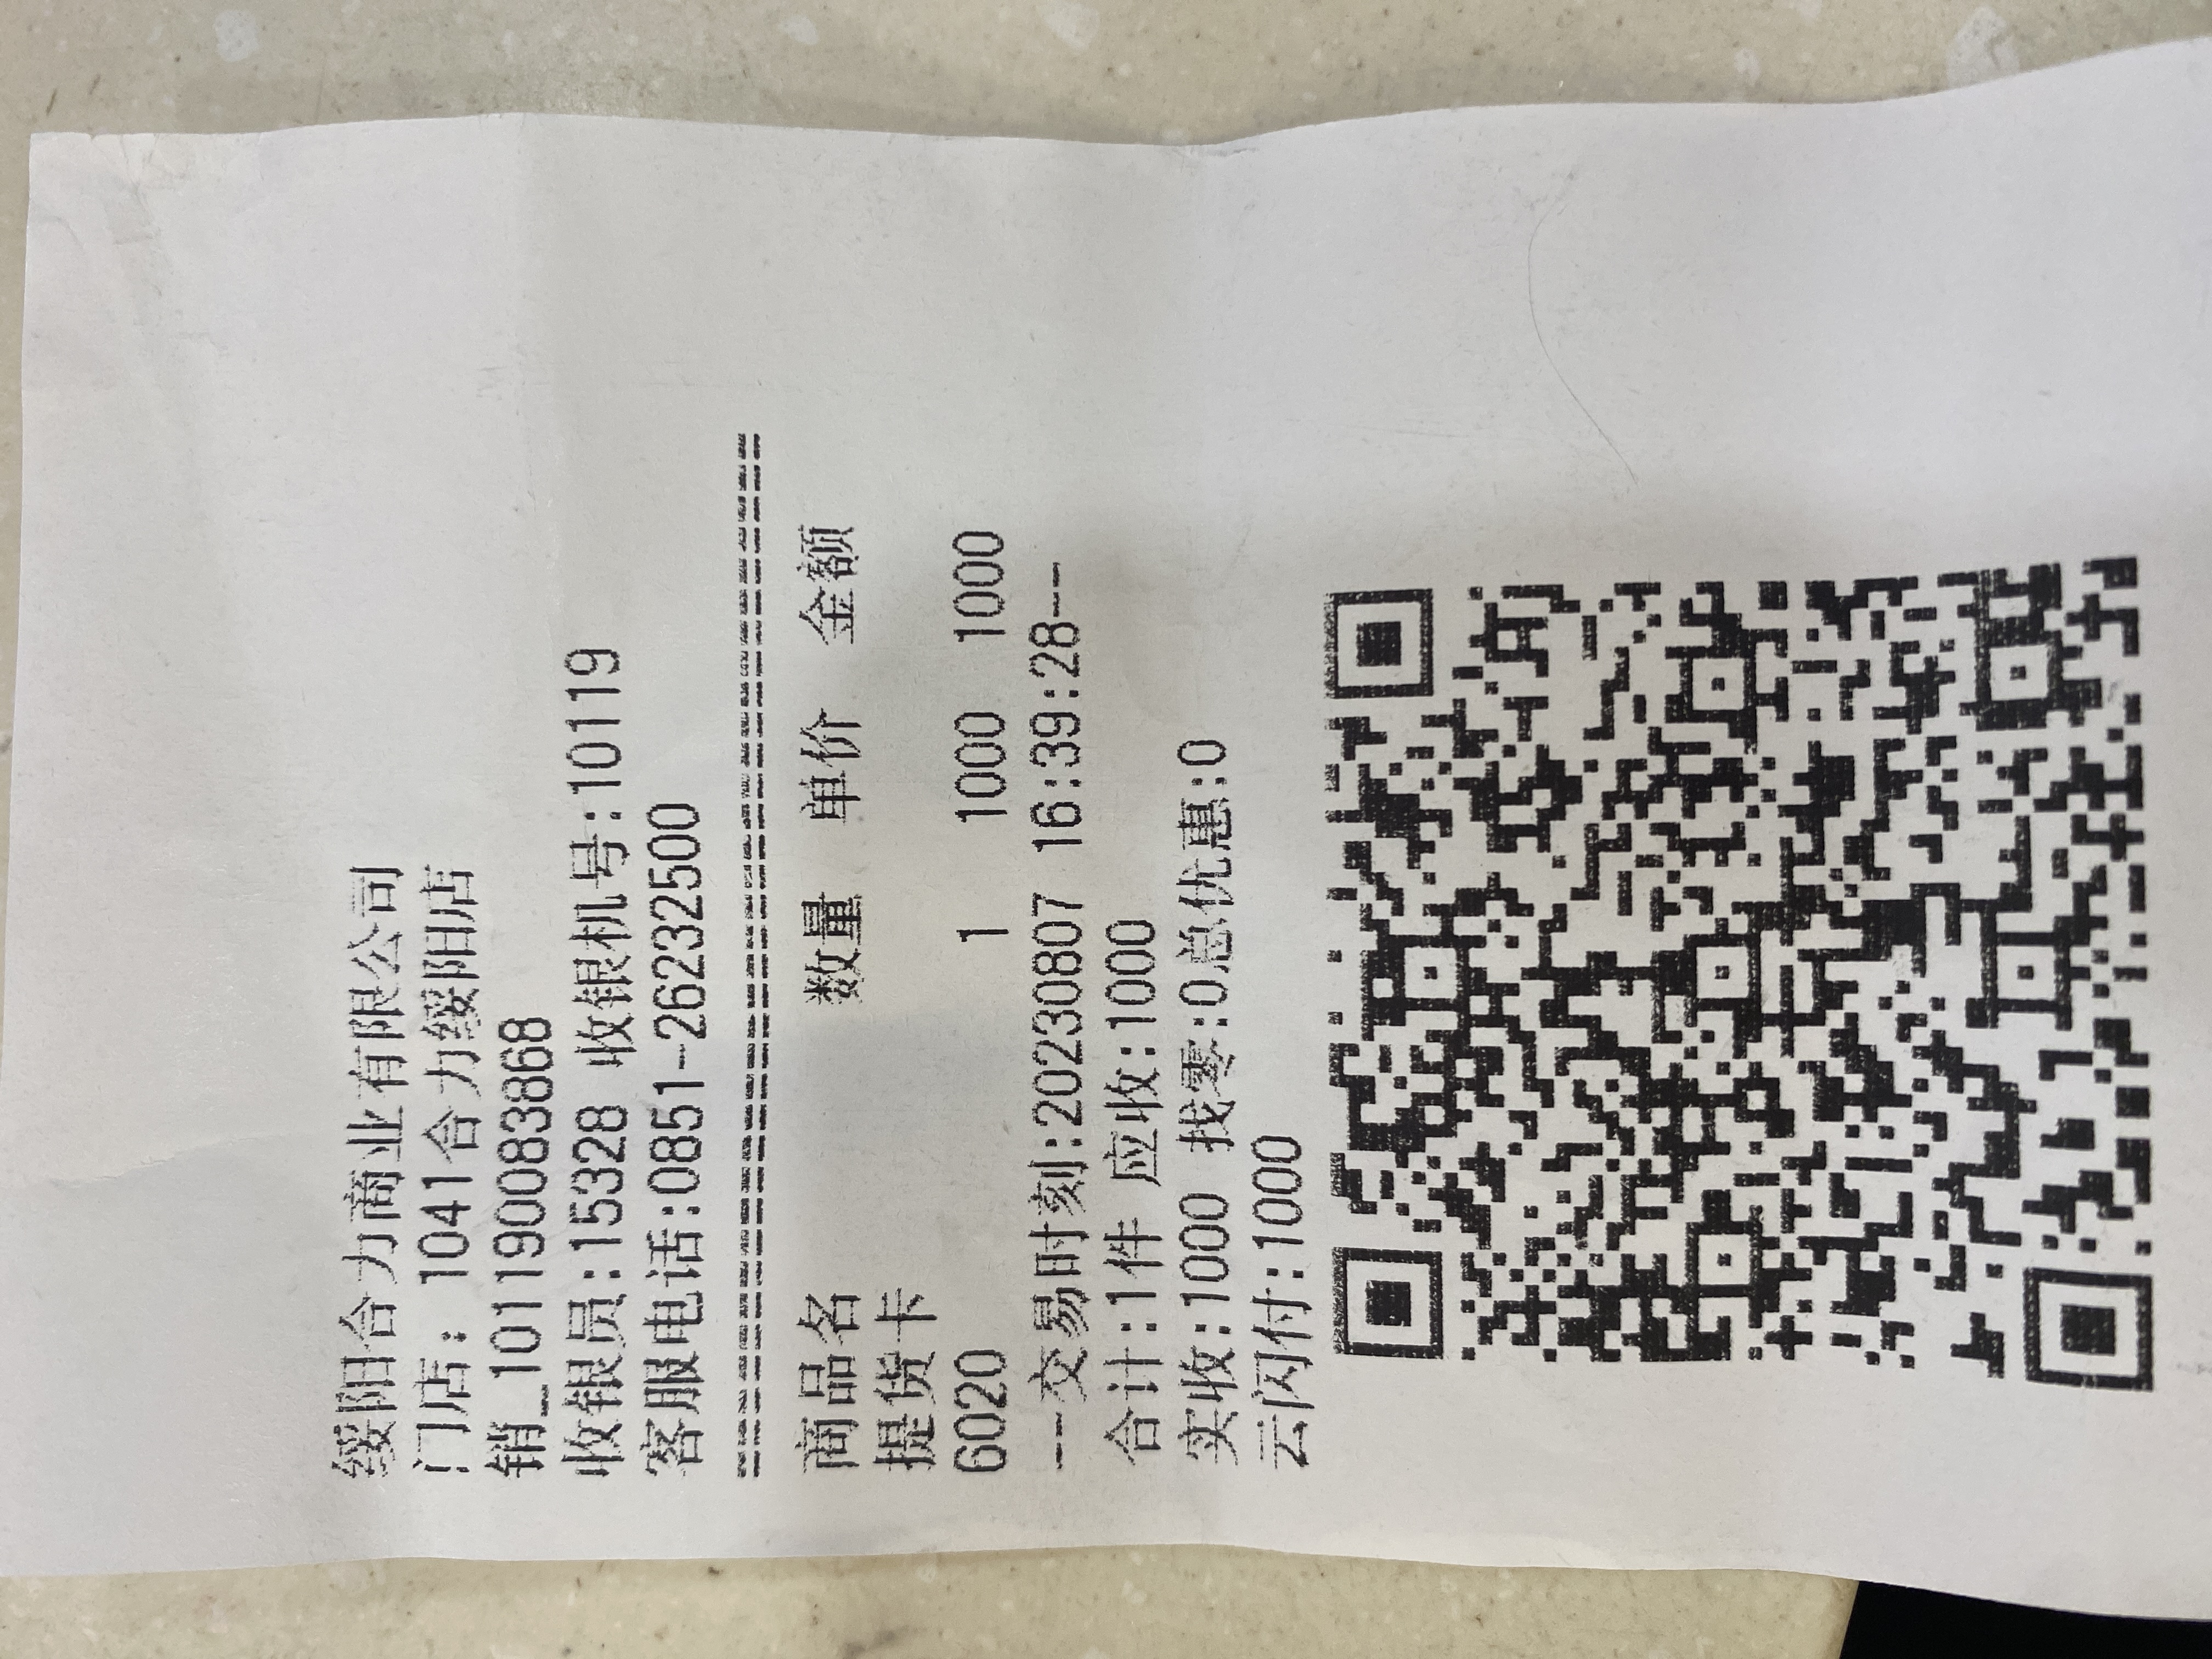 绥阳合力商业有限公司
门店: 1041合力绥阳店
销_1011900083868
收银员:15328 收银机号:10119
客服电话:0851-26232500
================================================
商品名 数量 单价 金额
提货卡
6020 1 1000 1000
--交易时刻:20230807 16:39:28--
合计:1件 应收:1000
实收:1000 找零:0总优惠:0
云闪付:1000